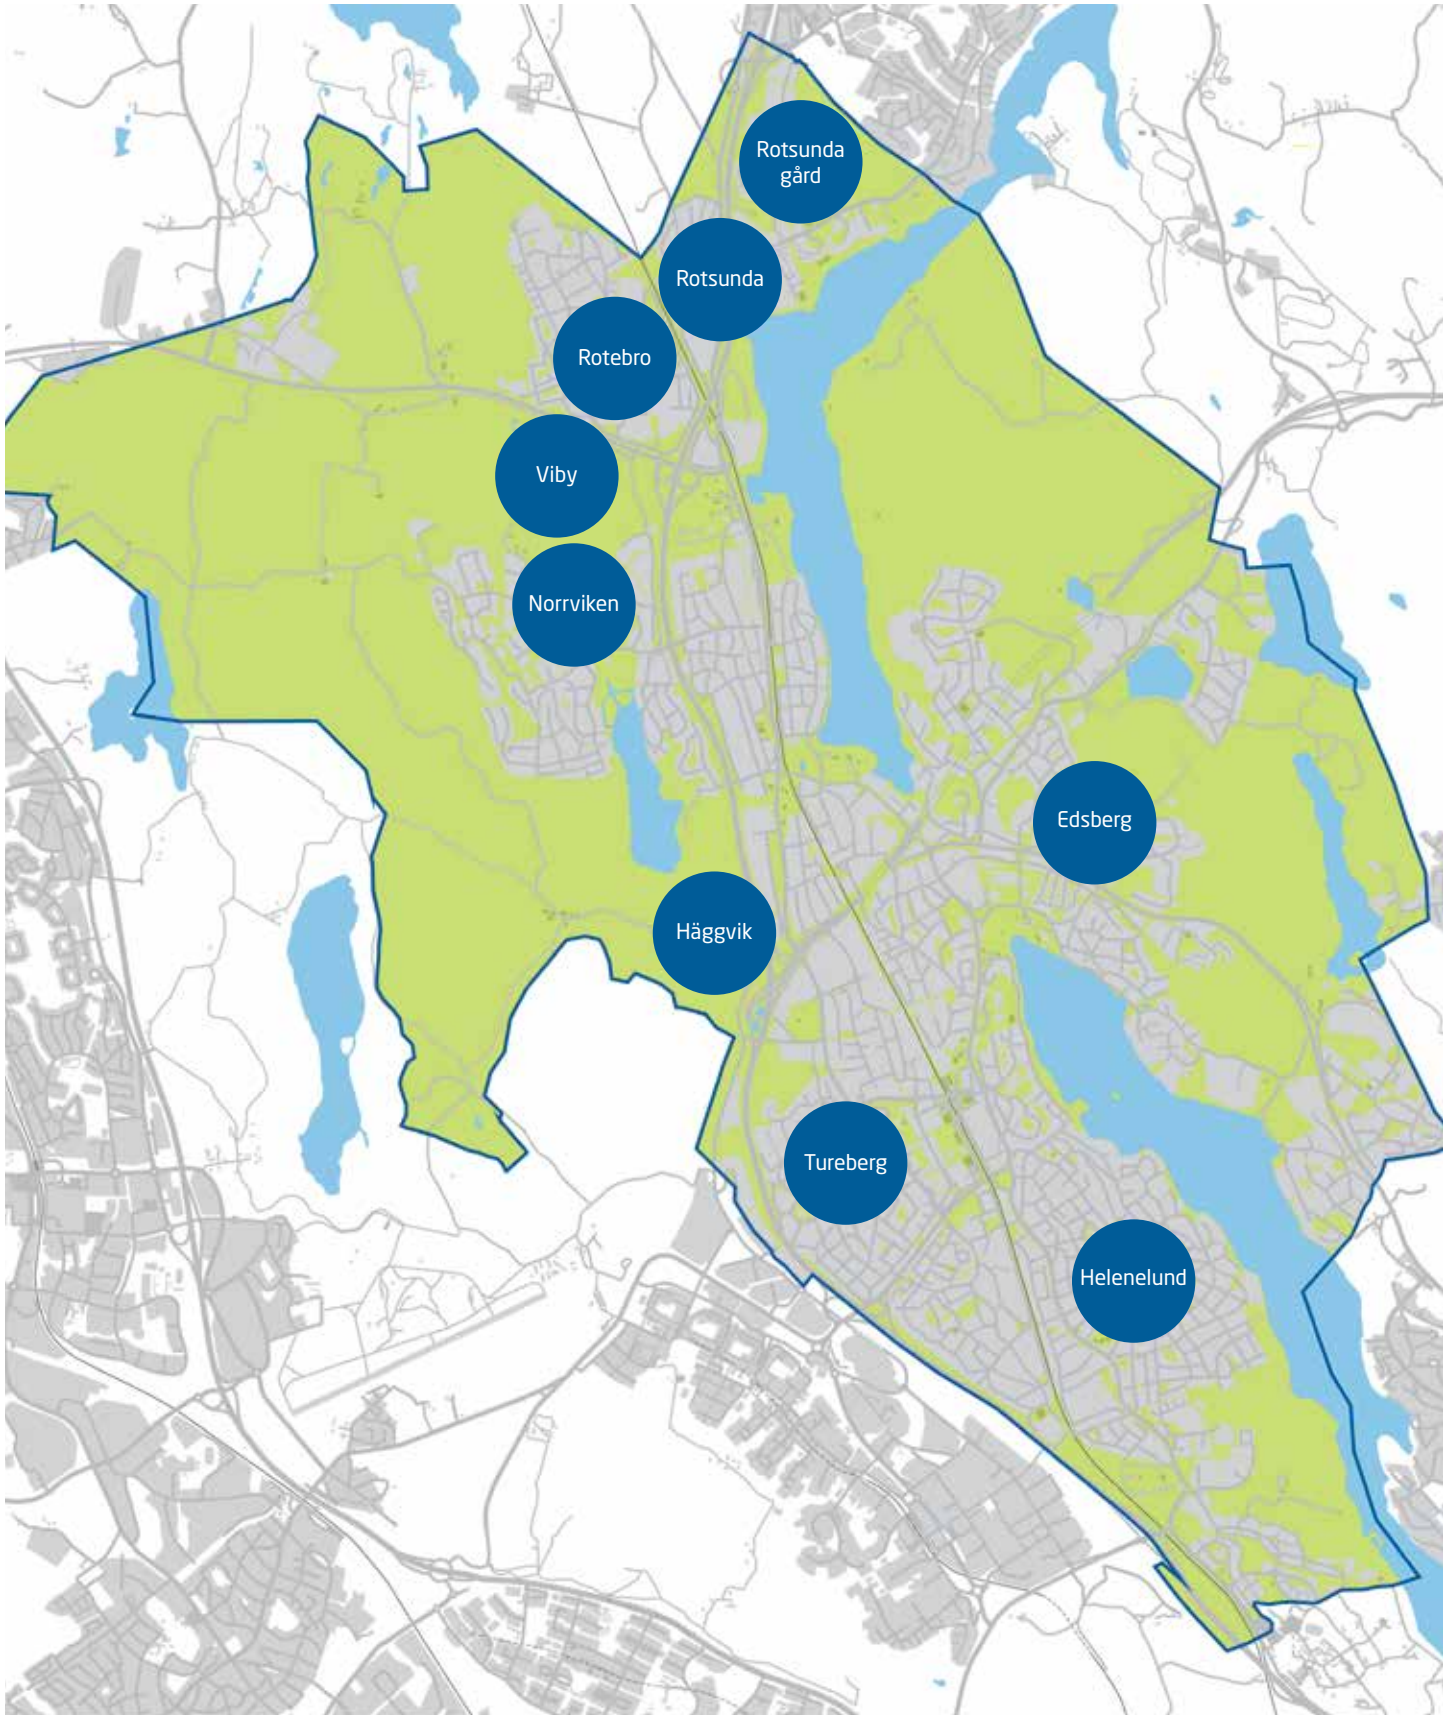 Rotsunda
gård
Rotsunda
Rotebro
Viby
Norrviken
Edsberg
Häggvik
Tureberg
Helenelund